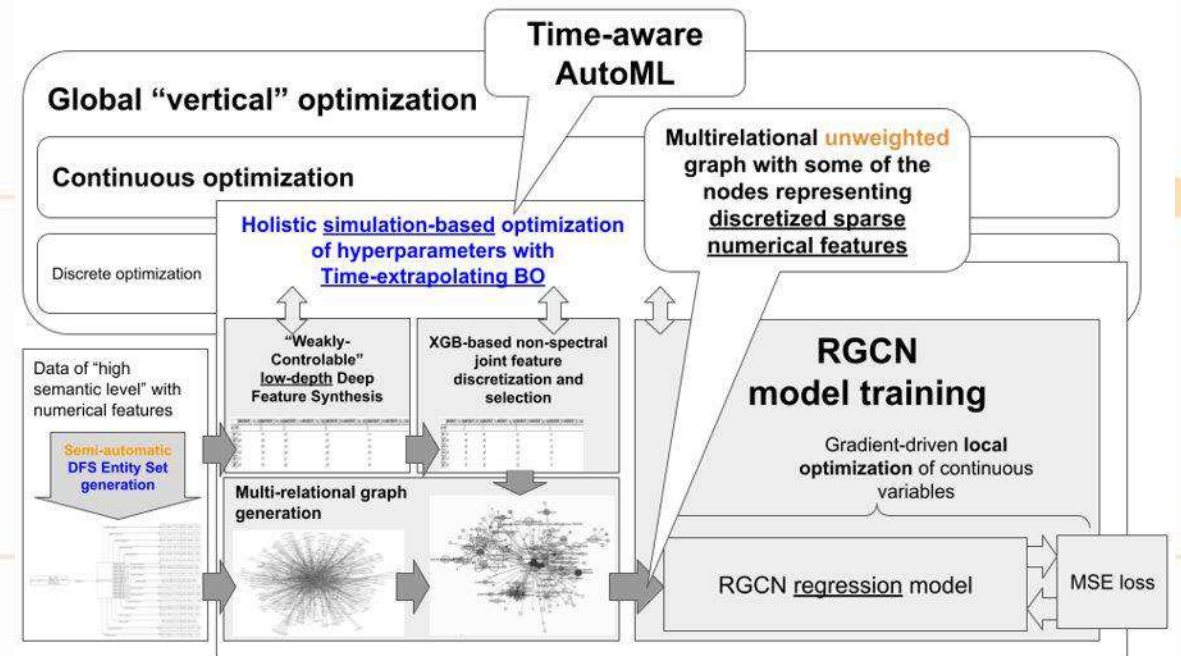 Time-aware
AutoML
Global “vertical” optimization
Multirelational unweighted
graph with some of the
nodes representing
discretized sparse
numerical features
Continuous optimization
Holistic simulation-based optimization
of hyperparameters with
Time-extrapolating BO
Discrete optimization
Data of “high
semantic level” with
numerical features
Semi-automatic
DFS Entity Set
generation
“Weakly-
Controlable”
low-depth Deep
Feature Synthesis
XGB-based non-spectral
joint feature
discretization and
selection
Multi-relational graph
generation
RGCN
model training
Gradient-driven local
optimization of continuous
variables
RGCN regression model
MSE loss